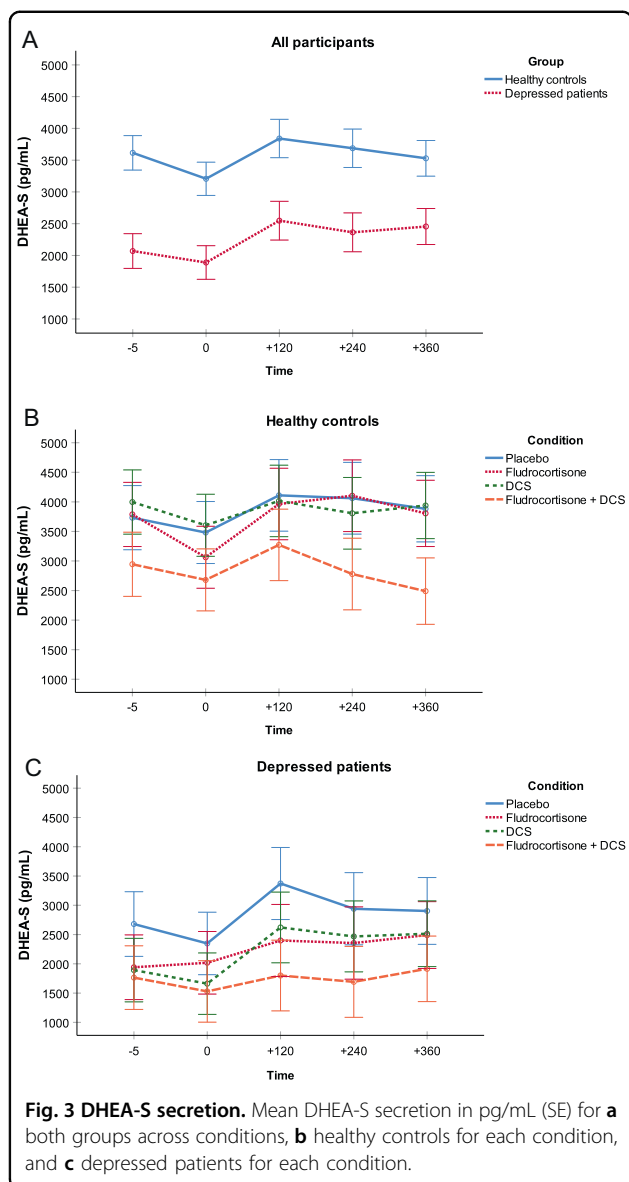 A
All participants
Group
Healthy controls
Depressed patients
DHEA-S (pg/mL)
5000
4500
4000
3500
3000
2500
2000
1500
1000
-5 0 +120 +240 +360
Time
B
Healthy controls
Condition
Placebo
Fludrocortisone
DCS
Fludrocortisone + DCS
DHEA-S (pg/mL)
5000
4500
4000
3500
3000
2500
2000
1500
1000
-5 0 +120 +240 +360
Time
C
Depressed patients
Condition
Placebo
Fludrocortisone
DCS
Fludrocortisone + DCS
DHEA-S (pg/mL)
5000
4500
4000
3500
3000
2500
2000
1500
1000
-5 0 +120 +240 +360
Time
Fig. 3 DHEA-S secretion. Mean DHEA-S secretion in pg/mL (SE) for a
both groups across conditions, b healthy controls for each condition,
and c depressed patients for each condition.